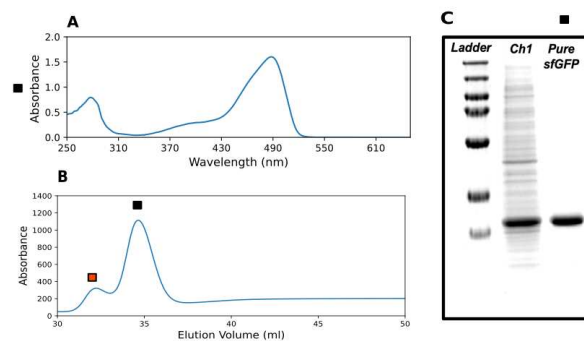 A
2.0
1.5
1.0
0.5
0.0
Absorbance
250 310 370 430 490 550 610
Wavelength (nm)
B
1400
1200
1000
800
600
400
200
0
Absorbance
30 35 40 45 50
Elution Volume (ml)
C
Ladder Ch1 Pure
sfGFP